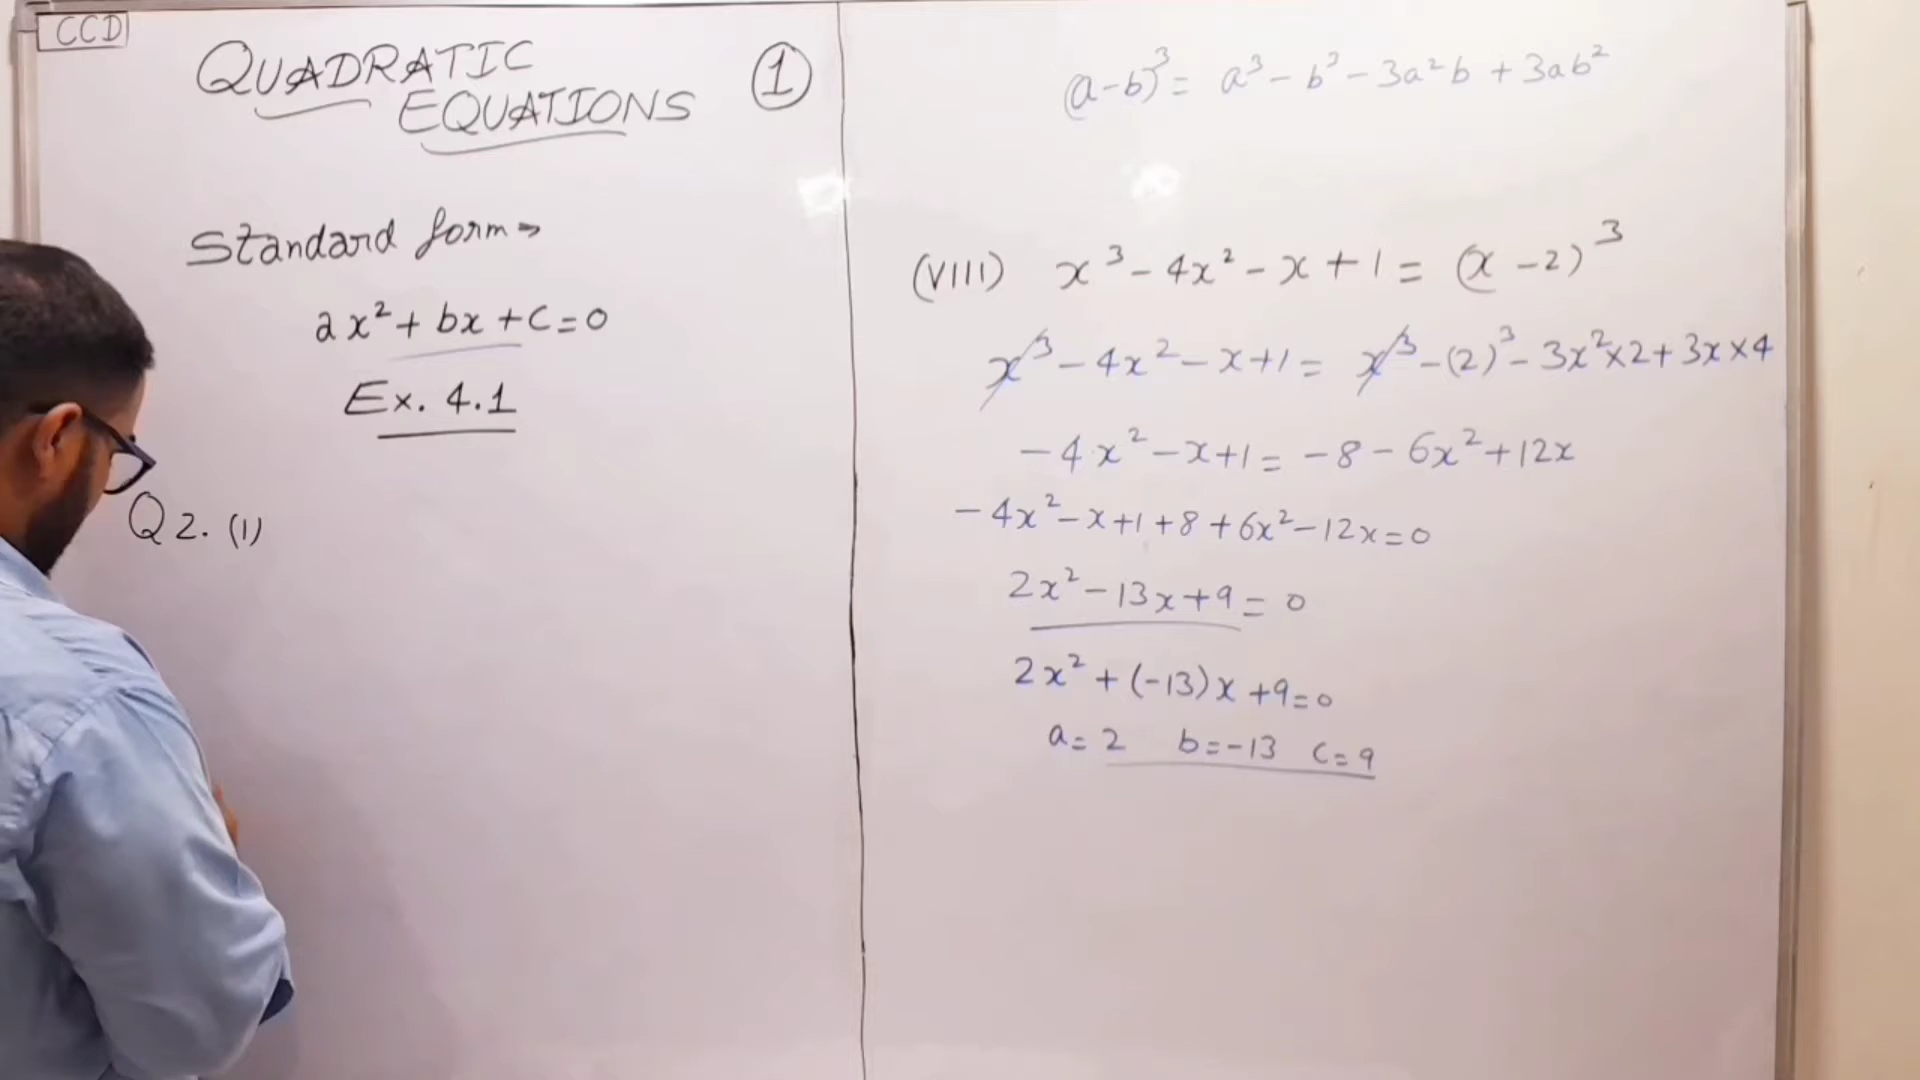 CCD
QUADRATIC
EQUATIONS
1
Standard form →
ax² + bx + c = 0
Ex. 4.1
Q 2. (1)
(a-b)³ = a³ - b³ - 3a²b + 3ab²
(VIII) x³ - 4x² - x + 1 = (x - 2)³
x³ - 4x² - x + 1 = x³ - (2)³ - 3x² × 2 + 3x × 4
- 4x² - x + 1 = - 8 - 6x² + 12x
- 4x² - x + 1 + 8 + 6x² - 12x = 0
2x² - 13x + 9 = 0
2x² + (-13)x + 9 = 0
a = 2 b = -13 c = 9